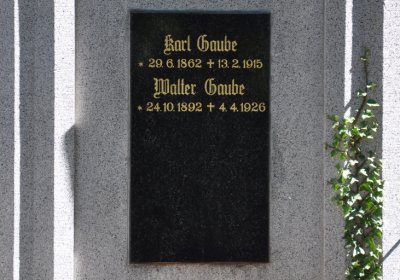 Karl Gaube
* 29. 6. 1862 ✝ 13. 2. 1915
Walter Gaube
* 24. 10. 1892 ✝ 4. 4. 1926